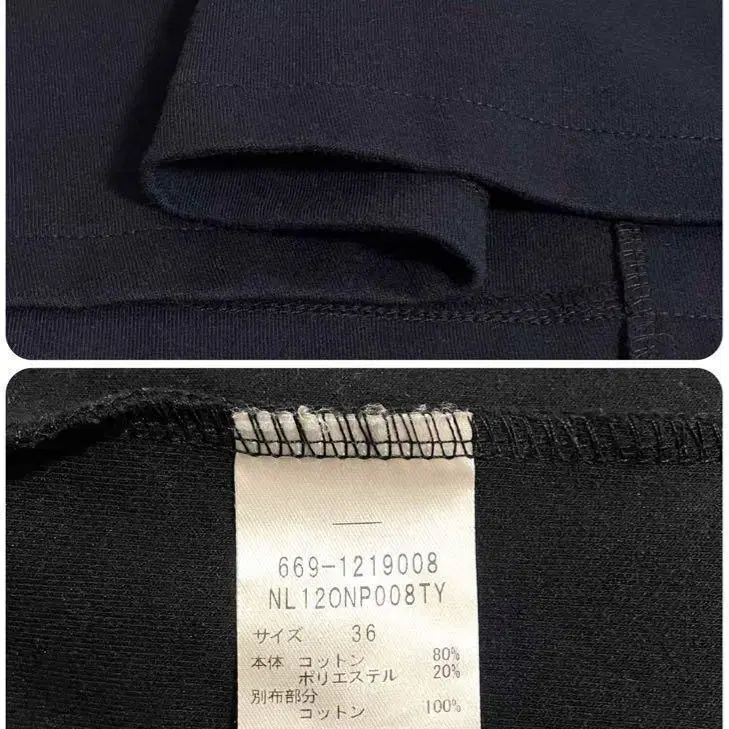 669-1219008
NL120NP008TY
サイズ 36
本体 コットン 80%
ポリエステル 20%
別布部分
コットン 100%